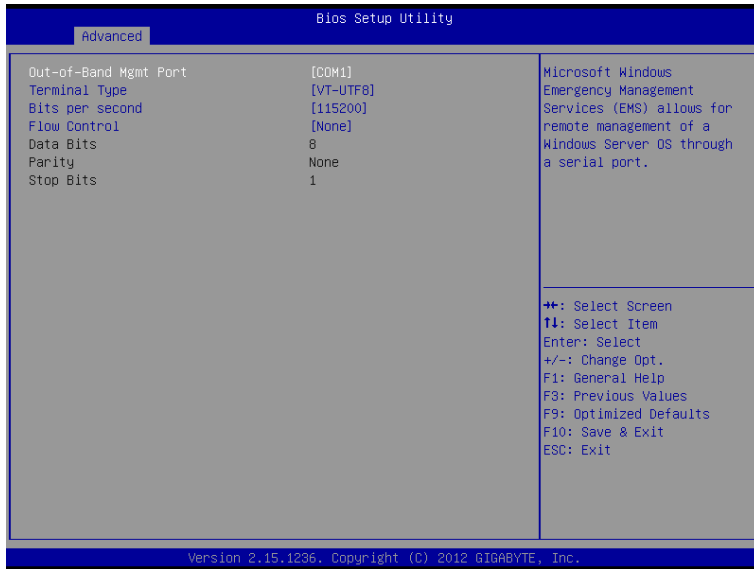 Bios Setup Utility
Advanced
Out-of-Band Mgmt Port [COM1]
Terminal Type [VT-UTF8]
Bits per second [115200]
Flow Control [None]
Data Bits 8
Parity None
Stop Bits 1
Microsoft Windows
Emergency Management
Services (EMS) allows for
remote management of a
Windows Server OS through
a serial port.
→←: Select Screen
↑↓: Select Item
Enter: Select
+/-: Change Opt.
F1: General Help
F3: Previous Values
F9: Optimized Defaults
F10: Save & Exit
ESC: Exit
Version 2.15.1236. Copyright (C) 2012 GIGABYTE, Inc.